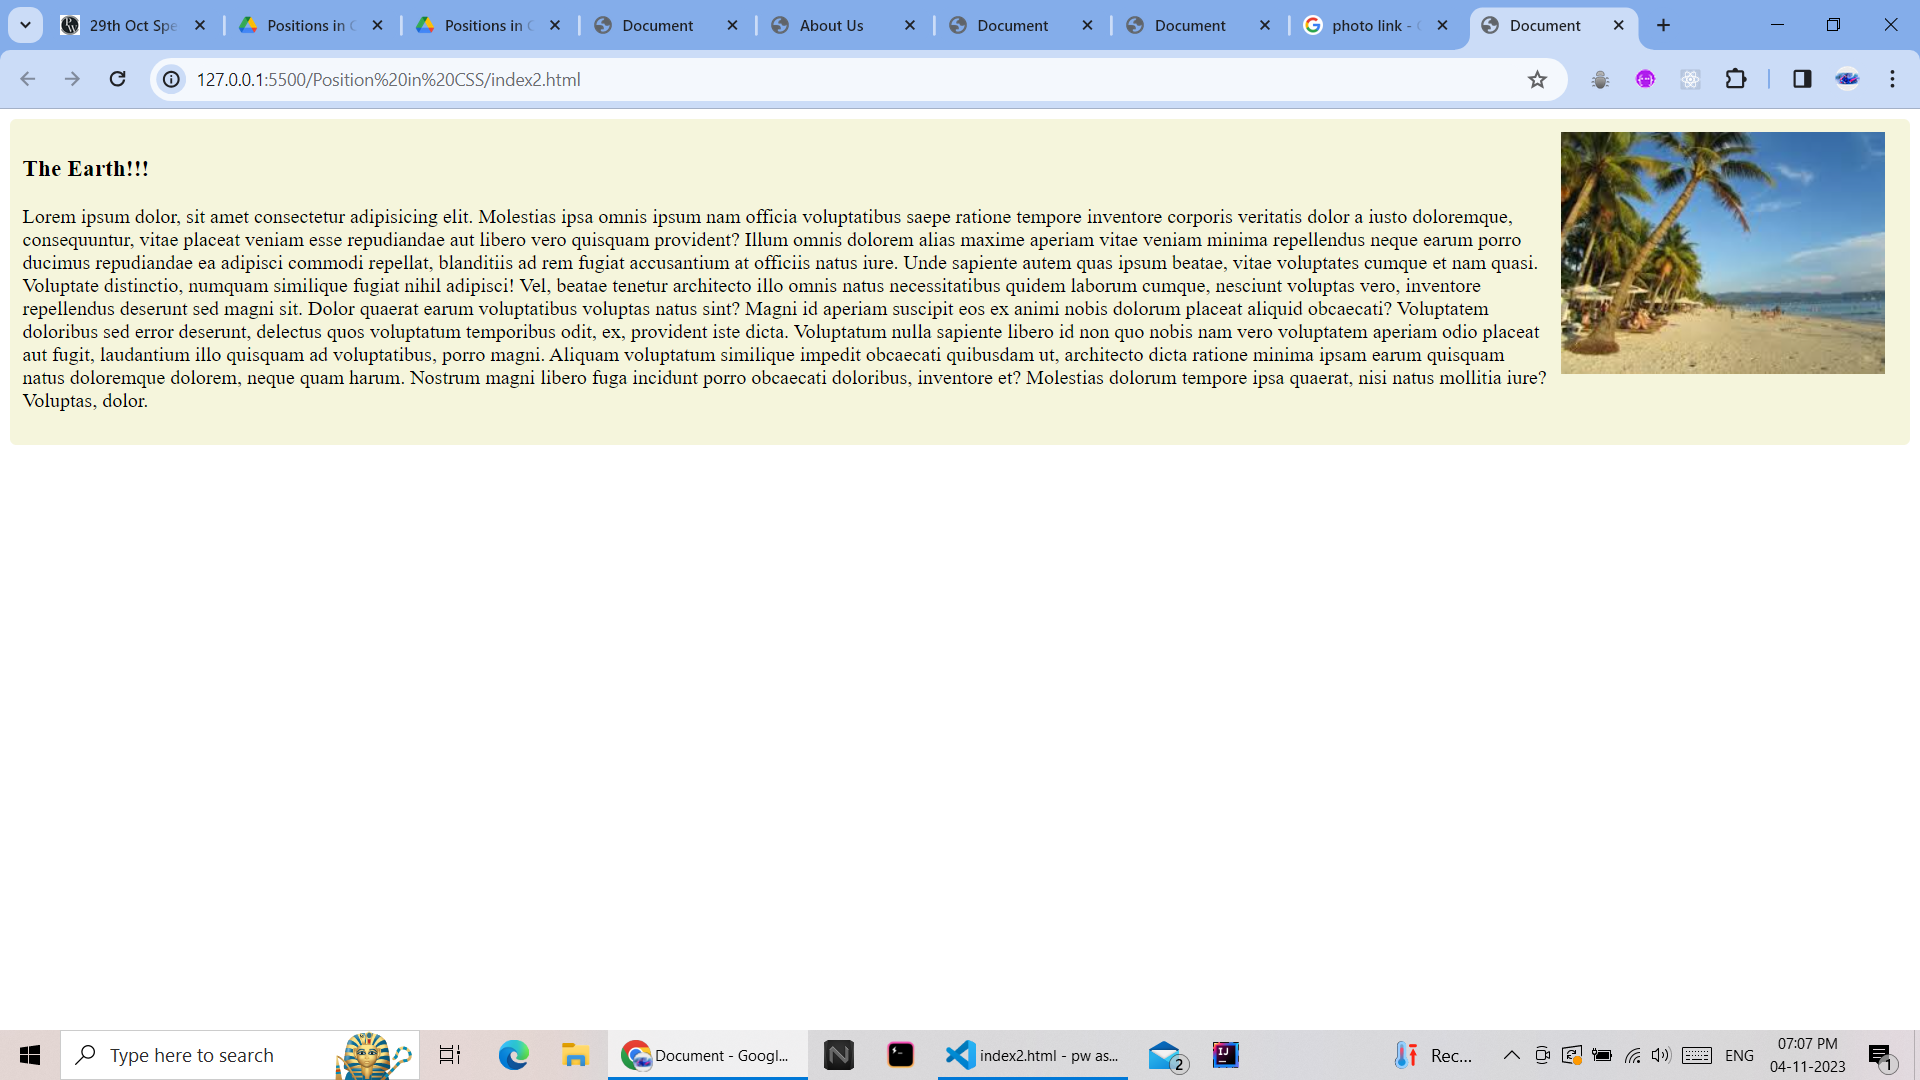 29th Oct Spe
Positions in C
Positions in C
Document
About Us
Document
Document
photo link - G
Document
127.0.0.1:5500/Position%20in%20CSS/index2.html
The Earth!!!
Lorem ipsum dolor, sit amet consectetur adipisicing elit. Molestias ipsa omnis ipsum nam officia voluptatibus saepe ratione tempore inventore corporis veritatis dolor a iusto doloremque,
consequuntur, vitae placeat veniam esse repudiandae aut libero vero quisquam provident? Illum omnis dolorem alias maxime aperiam vitae veniam minima repellendus neque earum porro
ducimus repudiandae ea adipisci commodi repellat, blanditiis ad rem fugiat accusantium at officiis natus iure. Unde sapiente autem quas ipsum beatae, vitae voluptates cumque et nam quasi.
Voluptate distinctio, numquam similique fugiat nihil adipisci! Vel, beatae tenetur architecto illo omnis natus necessitatibus quidem laborum cumque, nesciunt voluptas vero, inventore
repellendus deserunt sed magni sit. Dolor quaerat earum voluptatibus voluptas natus sint? Magni id aperiam suscipit eos ex animi nobis dolorum placeat aliquid obcaecati? Voluptatem
doloribus sed error deserunt, delectus quos voluptatum temporibus odit, ex, provident iste dicta. Voluptatum nulla sapiente libero id non quo nobis nam vero voluptatem aperiam odio placeat
aut fugit, laudantium illo quisquam ad voluptatibus, porro magni. Aliquam voluptatum similique impedit obcaecati quibusdam ut, architecto dicta ratione minima ipsam earum quisquam
natus doloremque dolorem, neque quam harum. Nostrum magni libero fuga incidunt porro obcaecati doloribus, inventore et? Molestias dolorum tempore ipsa quaerat, nisi natus mollitia iure?
Voluptas, dolor.
Type here to search
Document - Googl...
index2.html - pw as...
2
Rec...
ENG
07:07 PM
04-11-2023
1